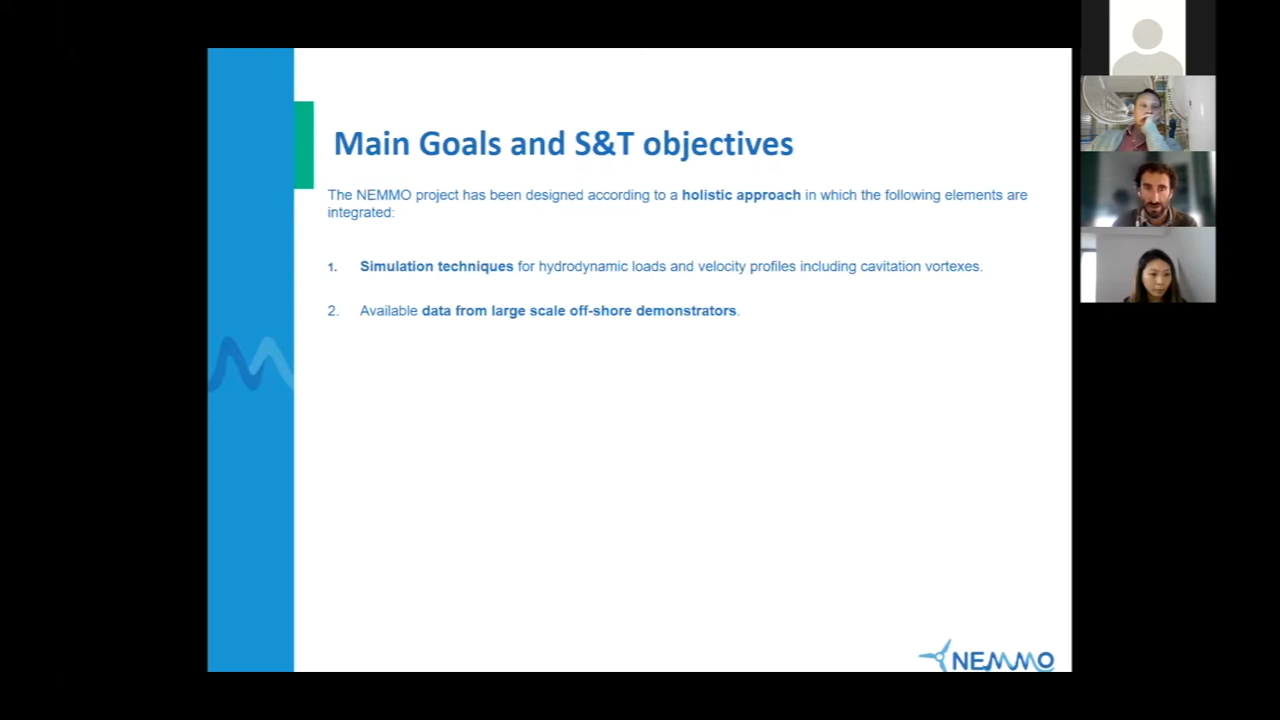 Main Goals and S&T objectives
The NEMMO project has been designed according to a holistic approach in which the following elements are
integrated:
1. Simulation techniques for hydrodynamic loads and velocity profiles including cavitation vortexes.
2. Available data from large scale off-shore demonstrators.
NEMMO